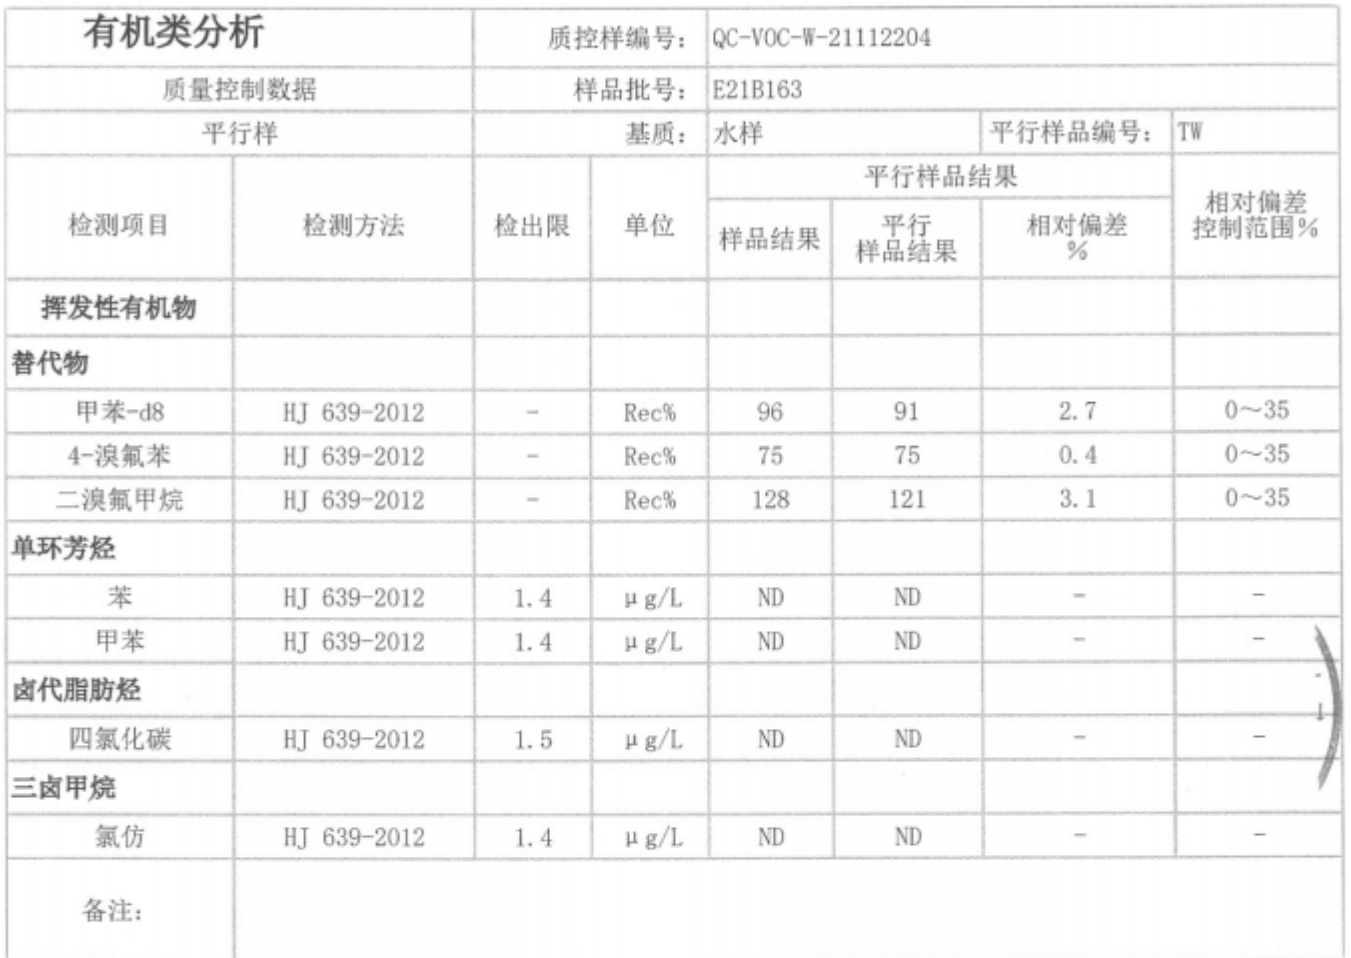 有机类分析 质控样编号： QC-VOC-W-21112204
质量控制数据 样品批号： E21B163
平行样 基质： 水样 平行样品编号： TW
检测项目 检测方法 检出限 单位 平行样品结果 相对偏差
控制范围%
样品结果 平行
样品结果 相对偏差
%
挥发性有机物
替代物
甲苯-d8 HJ 639-2012 - Rec% 96 91 2.7 0～35
4-溴氟苯 HJ 639-2012 - Rec% 75 75 0.4 0～35
二溴氟甲烷 HJ 639-2012 - Rec% 128 121 3.1 0～35
单环芳烃
苯 HJ 639-2012 1.4 μg/L ND ND - -
甲苯 HJ 639-2012 1.4 μg/L ND ND - -
卤代脂肪烃
四氯化碳 HJ 639-2012 1.5 μg/L ND ND - -
三卤甲烷
氯仿 HJ 639-2012 1.4 μg/L ND ND - -
备注：